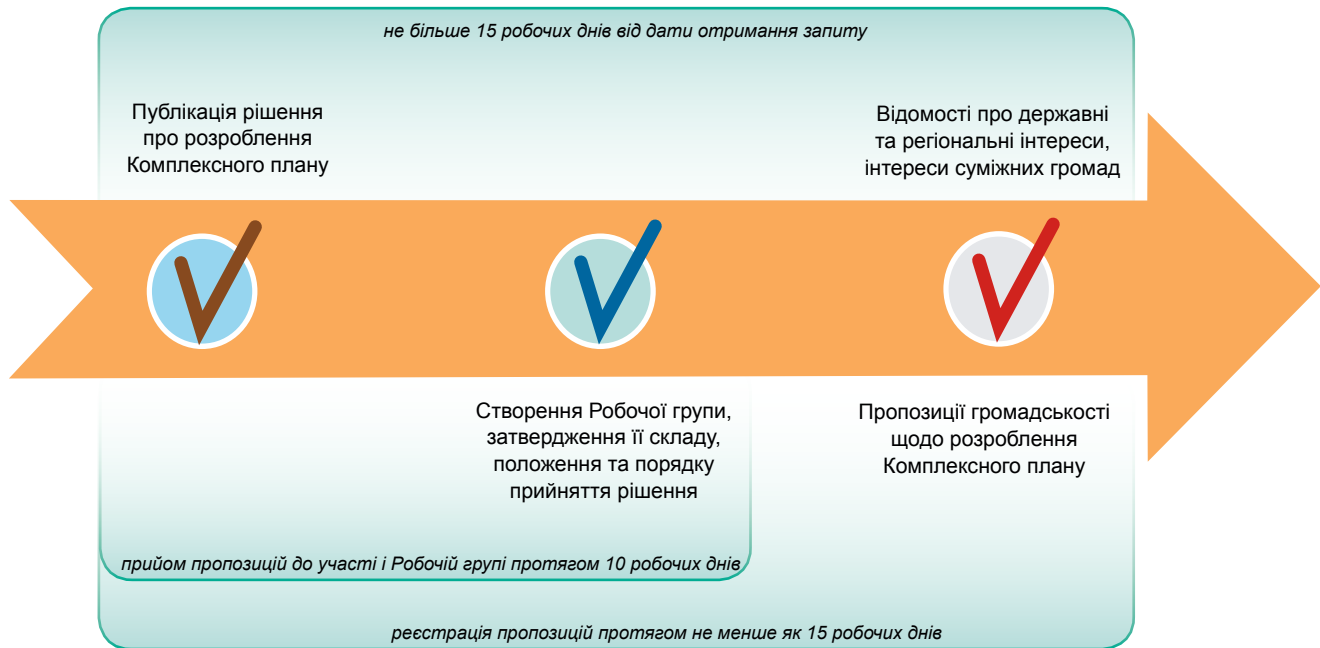 не більше 15 робочих днів від дати отримання запиту
Публікація рішення
про розроблення
Комплексного плану
Відомості про державні
та регіональні інтереси,
інтереси суміжних громад
Створення Робочої групи,
затвердження її складу,
положення та порядку
прийняття рішення
Пропозиції громадськості
щодо розроблення
Комплексного плану
прийом пропозицій до участі і Робочій групі протягом 10 робочих днів
реєстрація пропозицій протягом не менше як 15 робочих днів